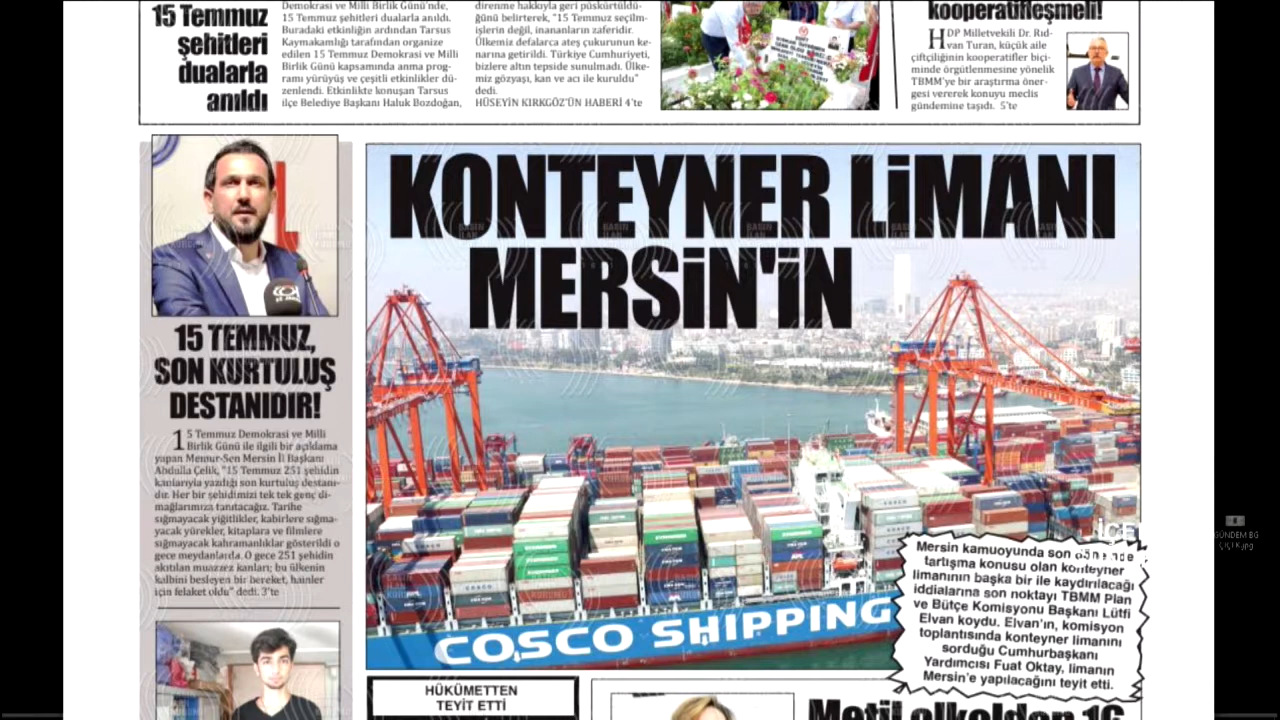 15 Temmuz
şehitleri
dualarla
anıldı
Demokrasi ve Milli Birlik Günü'nde,
15 Temmuz şehitleri dualarla anıldı.
Buradaki etkinliğin ardından Tarsus
Kaymakamlığı tarafından organize
edilen 15 Temmuz Demokrasi ve Milli
Birlik Günü kapsamında anma prog-
ramı yürüyüş ve çeşitli etkinlikler dü-
zenlendi. Etkinlikte konuşan Tarsus
ilçe Belediye Başkanı Haluk Bozdoğan,
direnme hakkıyla geri püskürtüldü-
ğünü belirterek, "15 Temmuz seçilm-
işlerin değil, inananların zaferidir.
Ülkemiz defalarca ateş çukurunun ke-
narına getirildi. Türkiye Cumhuriyeti,
bizlere altın tepside sunulmadı. Ülke-
miz gözyaşı, kan ve acı ile kuruldu"
dedi.
HÜSEYİN KIRKGÖZ'ÜN HABERİ 4'te
kooperatifleşmeli!
HDP Milletvekili Dr. Rıd-
van Turan, küçük aile
çiftçiliğinin kooperatifler biçi-
minde örgütlenmesine yönelik
TBMM'ye bir araştırma öner-
gesi vererek konuyu meclis
gündemine taşıdı. 5'te
15 TEMMUZ,
SON KURTULUŞ
DESTANIDIR!
15 Temmuz Demokrasi ve Milli
Birlik Günü ile ilgili bir açıklama
yapan Memur-Sen Mersin İl Başkanı
Abdulla Çelik, "15 Temmuz 251 şehidin
kanlarıyla yazdığı son kurtuluş destanı-
dır. Her bir şehidimizi tek tek genç di-
mağlarımıza tanıtacağız. Tarihe
sığmayacak yiğitlikler, kabirlere sığma-
yacak yürekler, kitaplara ve filmlere
sığmayacak kahramanlıklar gösterildi o
gece meydanlarda. O gece 251 şehidin
akıtılan muazzez kanları; bu ülkenin
kalbini besleyen bir bereket, hainler
için felaket oldu" dedi. 3'te
KONTEYNER LiMANI
MERSiN'iN
COSCO SHIPPING
İÇE
Mersin kamuoyunda son dönemde
tartışma konusu olan konteyner
limanının başka bir ile kaydırılacağı
iddialarına son noktayı TBMM Plan
ve Bütçe Komisyonu Başkanı Lütfi
Elvan koydu. Elvan'ın, komisyon
toplantısında konteyner limanını
sorduğu Cumhurbaşkanı
Yardımcısı Fuat Oktay, limanın
Mersin'e yapılacağını teyit etti.
HÜKÜMETTEN
TEYİT ETTİ
GÜNDEM BG